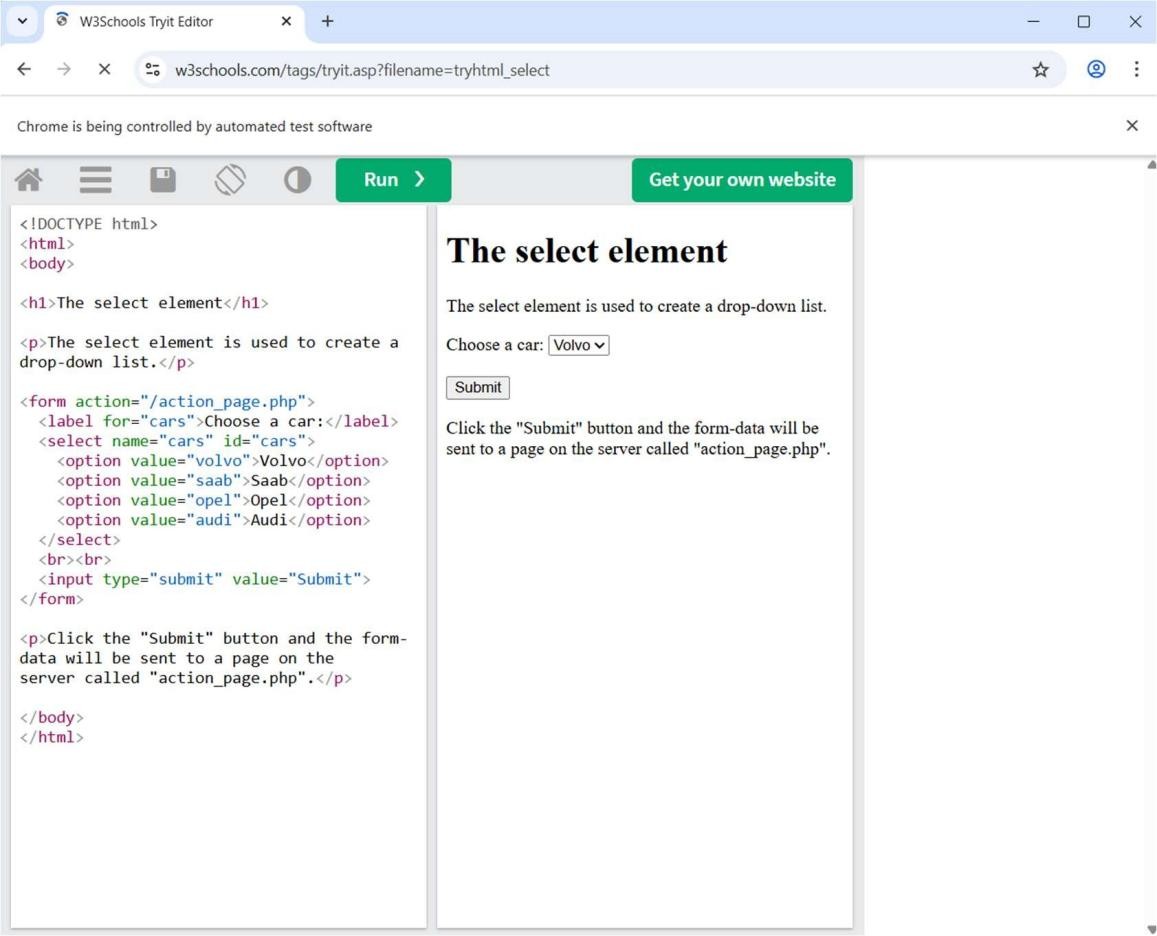 W3Schools Tryit Editor
w3schools.com/tags/tryit.asp?filename=tryhtml_select
Chrome is being controlled by automated test software
Run ❯
Get your own website
<!DOCTYPE html>
<html>
<body>
<h1>The select element</h1>
<p>The select element is used to create a
drop-down list.</p>
<form action="/action_page.php">
<label for="cars">Choose a car:</label>
<select name="cars" id="cars">
<option value="volvo">Volvo</option>
<option value="saab">Saab</option>
<option value="opel">Opel</option>
<option value="audi">Audi</option>
</select>
<br><br>
<input type="submit" value="Submit">
</form>
<p>Click the "Submit" button and the form-
data will be sent to a page on the
server called "action_page.php".</p>
</body>
</html>
The select element
The select element is used to create a drop-down list.
Choose a car: Volvo
Submit
Click the "Submit" button and the form-data will be
sent to a page on the server called "action_page.php".